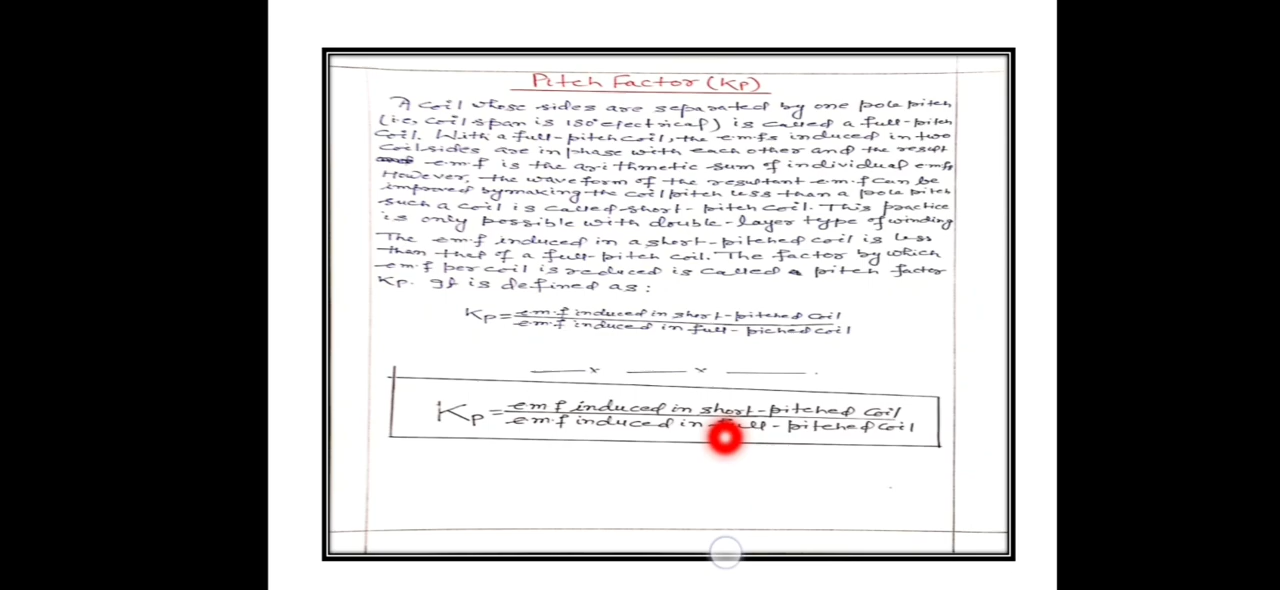 Pitch Factor (Kp)
A coil whose sides are separated by one pole pitch
(i.e. coil span is 180° electrical) is called a full-pitch
coil. With a full-pitch coil, the e.m.fs induced in two
coil sides are in phase with each other and the result
e.m.f is the arithmetic sum of individual emfs
However, the wave form of the resultant e.m.f can be
improved by making the coil pitch less than a pole pitch
such a coil is called short-pitch coil. This practice
is only possible with double-layer type of winding
The e.m.f induced in a short-pitched coil is less
than that of a full-pitch coil. The factor by which
e.m.f per coil is reduced is called a pitch factor
Kp. It is defined as:
Kp = e.m.f induced in short-pitched coil
e.m.f induced in full-piched coil
x x
Kp = em f induced in short-pitched coil
e.m.f induced in full-pitched coil